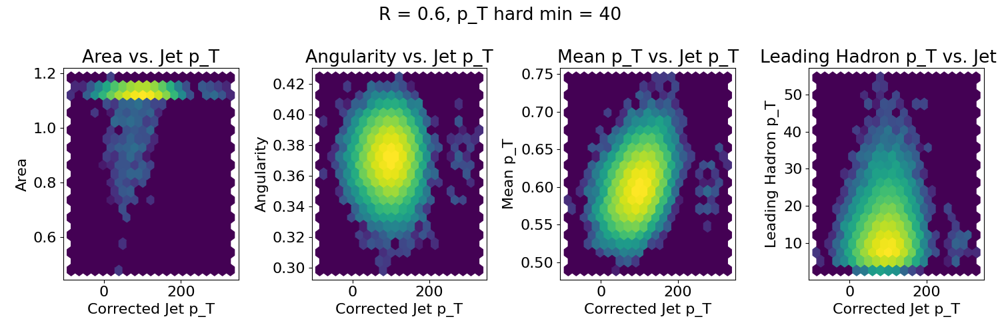 R = 0.6, p_T hard min = 40
Area vs. Jet p_T
Angularity vs. Jet p_T
Mean p_T vs. Jet p_T
Leading Hadron p_T vs. Jet
1.2
1.0
0.8
0.6
Area
0
200
Corrected Jet p_T
0.42
0.40
0.38
0.36
0.34
0.32
0.30
Angularity
0
200
Corrected Jet p_T
0.75
0.70
0.65
0.60
0.55
0.50
Mean p_T
0
200
Corrected Jet p_T
50
40
30
20
10
Leading Hadron p_T
0
200
Corrected Jet p_T